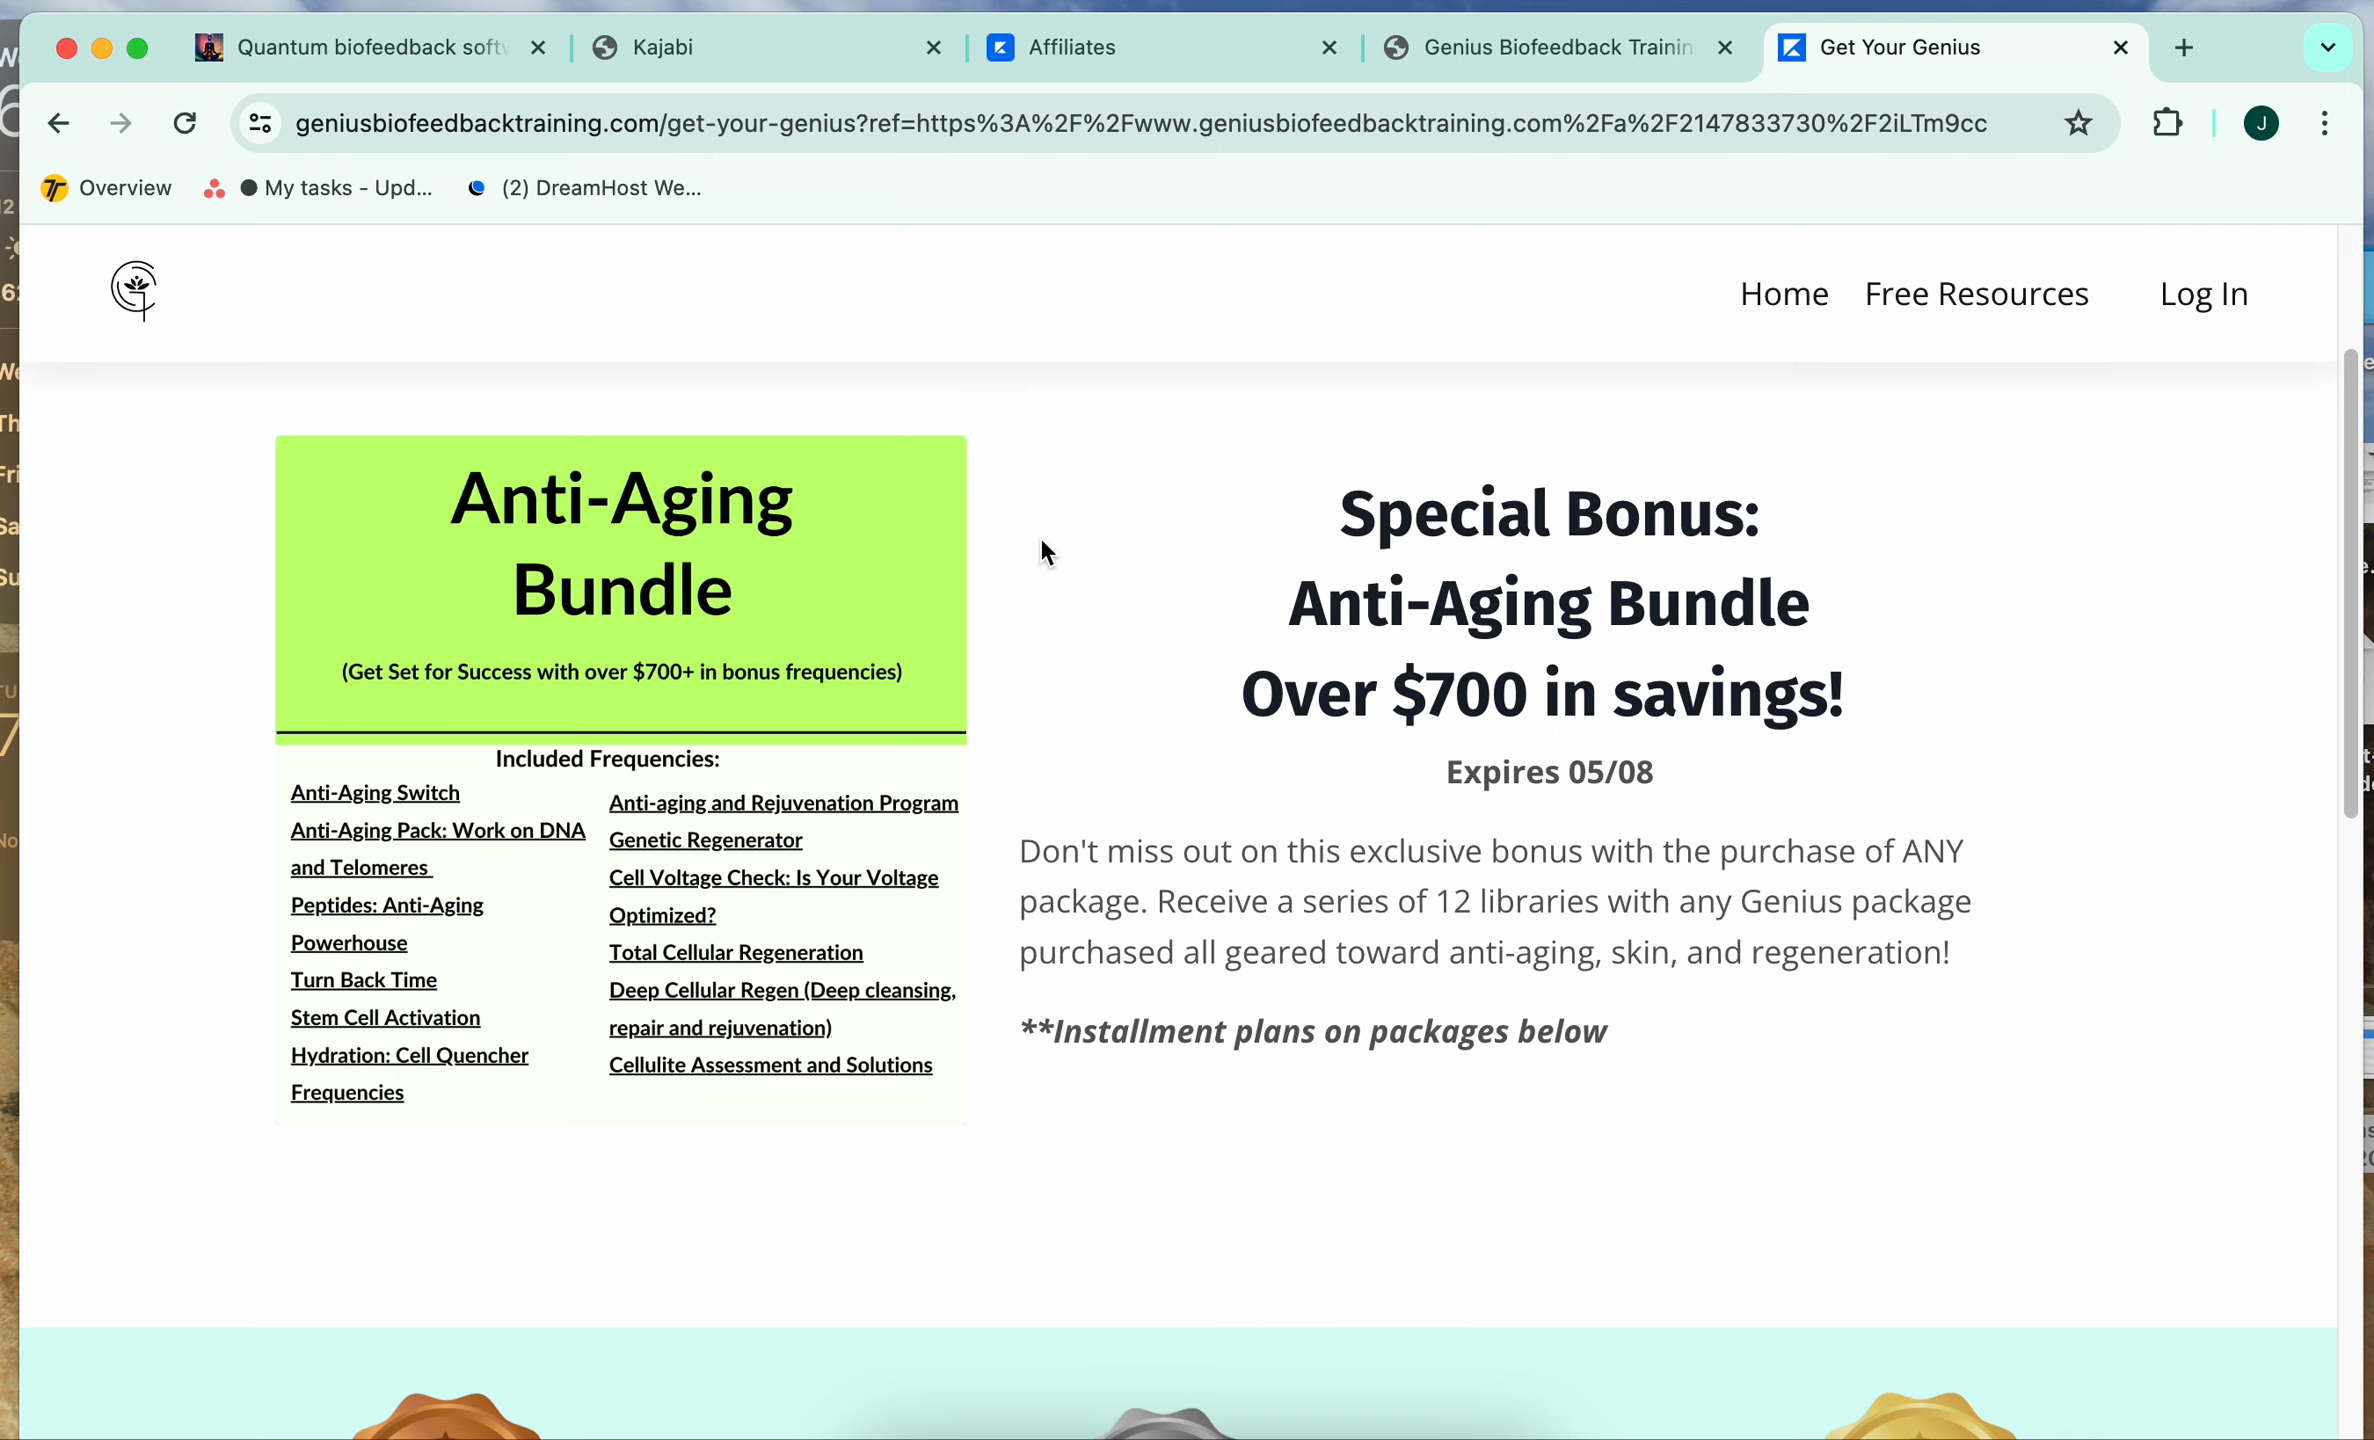 Quantum biofeedback softw
Kajabi
Affiliates
Genius Biofeedback Trainin
Get Your Genius
geniusbiofeedbacktraining.com/get-your-genius?ref=https%3A%2F%2Fwww.geniusbiofeedbacktraining.com%2Fa%2F2147833730%2F2iLTm9cc
J
Overview
My tasks - Upd...
(2) DreamHost We...
Home
Free Resources
Log In
Anti-Aging
Bundle
(Get Set for Success with over $700+ in bonus frequencies)
Included Frequencies:
Anti-Aging Switch
Anti-Aging Pack: Work on DNA
and Telomeres
Peptides: Anti-Aging
Powerhouse
Turn Back Time
Stem Cell Activation
Hydration: Cell Quencher
Frequencies
Anti-aging and Rejuvenation Program
Genetic Regenerator
Cell Voltage Check: Is Your Voltage
Optimized?
Total Cellular Regeneration
Deep Cellular Regen (Deep cleansing,
repair and rejuvenation)
Cellulite Assessment and Solutions
Special Bonus:
Anti-Aging Bundle
Over $700 in savings!
Expires 05/08
Don't miss out on this exclusive bonus with the purchase of ANY
package. Receive a series of 12 libraries with any Genius package
purchased all geared toward anti-aging, skin, and regeneration!
**Installment plans on packages below